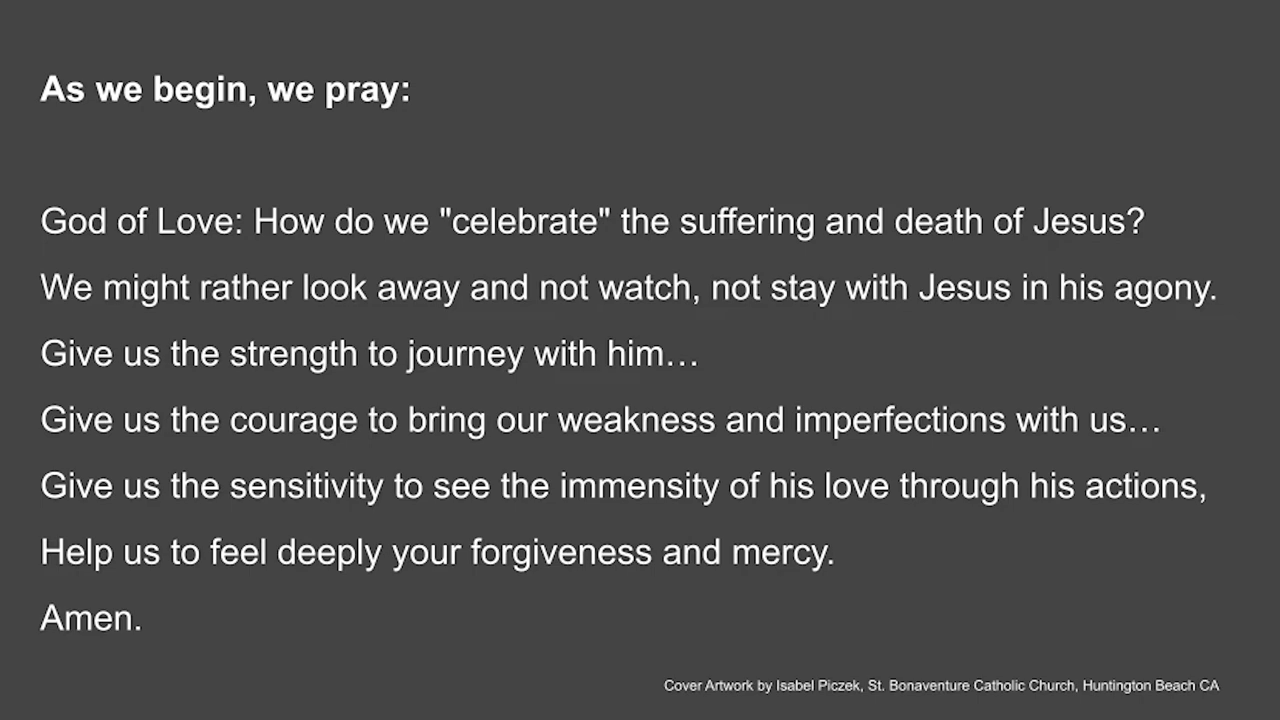 As we begin, we pray:
God of Love: How do we "celebrate" the suffering and death of Jesus?
We might rather look away and not watch, not stay with Jesus in his agony.
Give us the strength to journey with him…
Give us the courage to bring our weakness and imperfections with us…
Give us the sensitivity to see the immensity of his love through his actions,
Help us to feel deeply your forgiveness and mercy.
Amen.
Cover Artwork by Isabel Piczek, St. Bonaventure Catholic Church, Huntington Beach CA